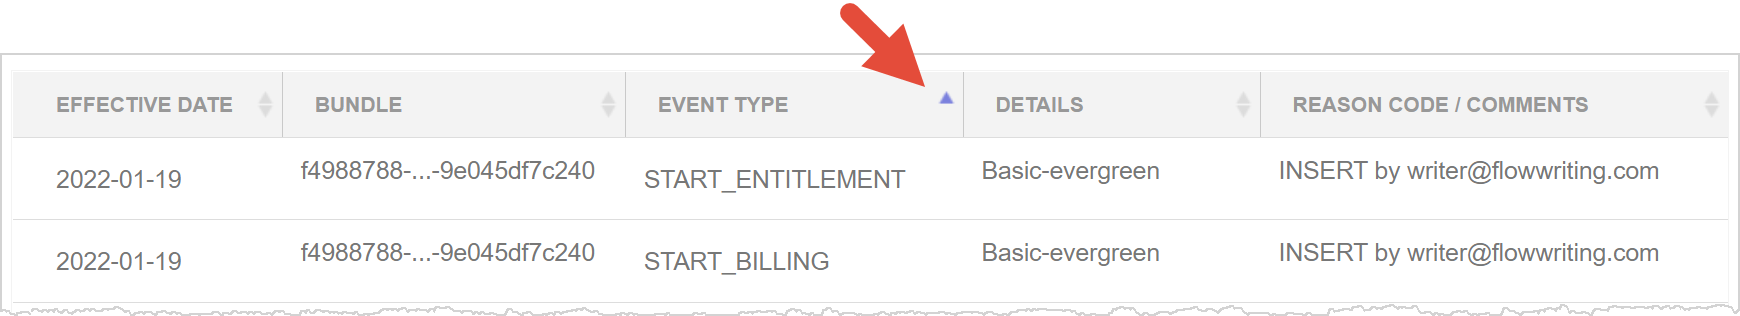 EFFECTIVE DATE BUNDLE EVENT TYPE DETAILS REASON CODE / COMMENTS
2022-01-19 f4988788-...-9e045df7c240 START_ENTITLEMENT Basic-evergreen INSERT by writer@flowwriting.com
2022-01-19 f4988788-...-9e045df7c240 START_BILLING Basic-evergreen INSERT by writer@flowwriting.com